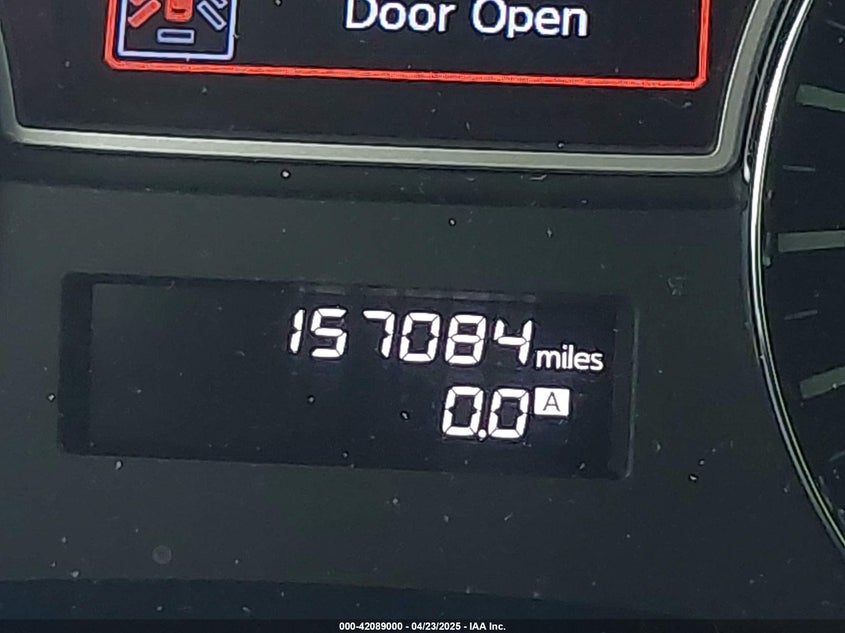 Door Open
157084 miles
0.0 A
000-42089000 - 04/23/2025 - IAA Inc.